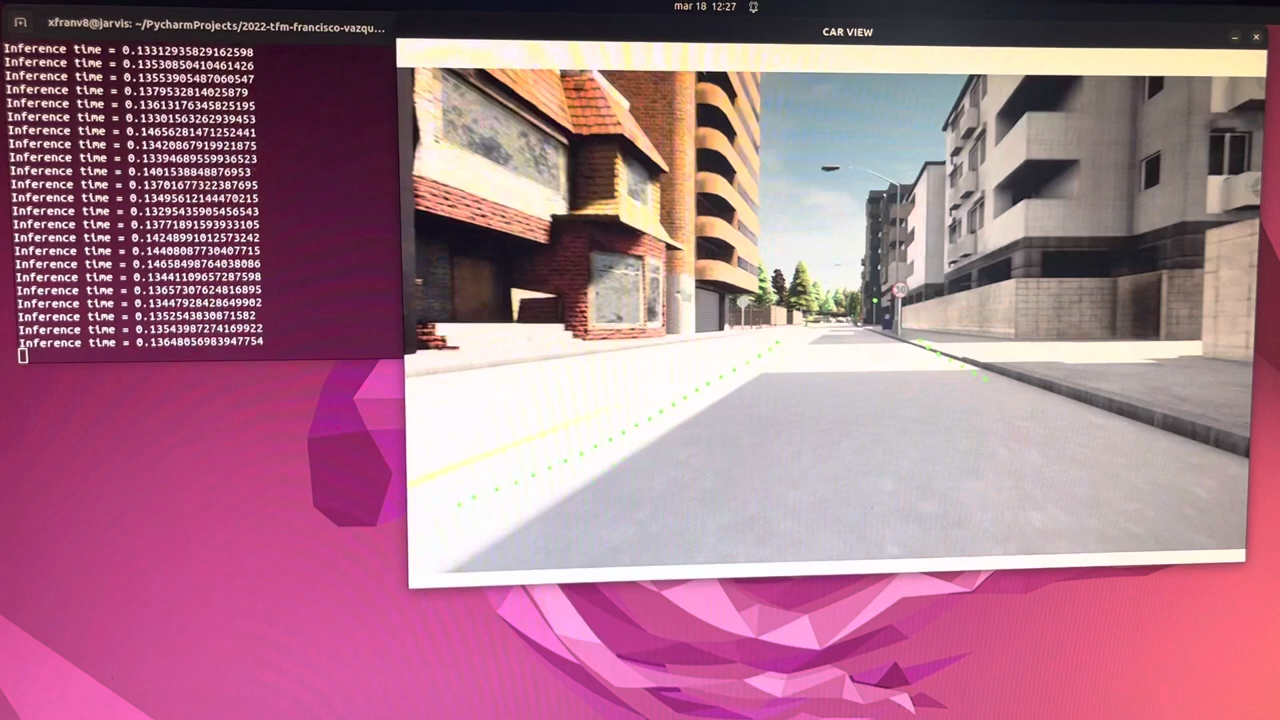 mar 18 12:27
xfranv8@jarvis: ~/PycharmProjects/2022-tfm-francisco-vazqu...
CAR VIEW
Inference time = 0.13312935829162598
Inference time = 0.13530850410461426
Inference time = 0.13553905487060547
Inference time = 0.1379532814025879
Inference time = 0.13613176345825195
Inference time = 0.13301563262939453
Inference time = 0.14656281471252441
Inference time = 0.13420867919921875
Inference time = 0.13394689559936523
Inference time = 0.1401538848876953
Inference time = 0.13701677322387695
Inference time = 0.13495612144470215
Inference time = 0.13295435905456543
Inference time = 0.13771891593933105
Inference time = 0.14248991012573242
Inference time = 0.14408087730407715
Inference time = 0.14658498764038086
Inference time = 0.13441109657287598
Inference time = 0.13657307624816895
Inference time = 0.13447928428649902
Inference time = 0.1352543830871582
Inference time = 0.13543987274169922
Inference time = 0.13648056983947754
30